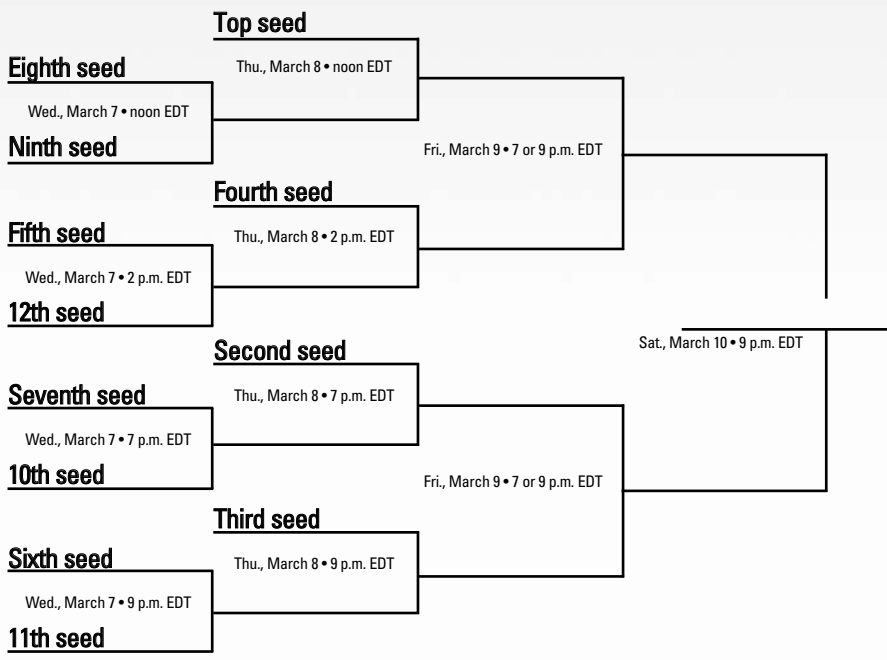 Top seed
Eighth seed
Thu., March 8 • noon EDT
Wed., March 7 • noon EDT
Ninth seed
Fri., March 9 • 7 or 9 p.m. EDT
Fourth seed
Fifth seed
Thu., March 8 • 2 p.m. EDT
Wed., March 7 • 2 p.m. EDT
12th seed
Sat., March 10 • 9 p.m. EDT
Second seed
Seventh seed
Thu., March 8 • 7 p.m. EDT
Wed., March 7 • 7 p.m. EDT
10th seed
Fri., March 9 • 7 or 9 p.m. EDT
Third seed
Sixth seed
Thu., March 8 • 9 p.m. EDT
Wed., March 7 • 9 p.m. EDT
11th seed